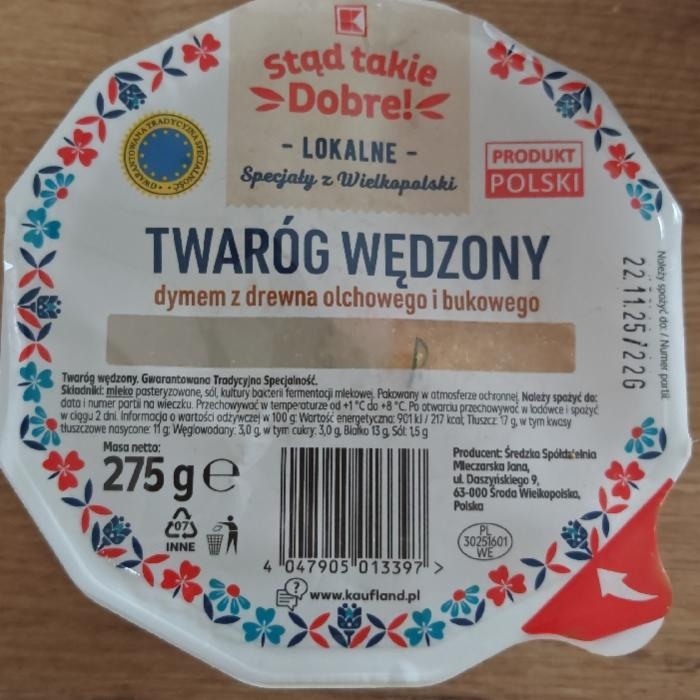 K
Stąd takie
Dobre!
- LOKALNE -
Specjały z Wielkopolski
GWARANTOWANA TRADYCYJNA SPECJALNOŚĆ
PRODUKT
POLSKI
TWARÓG WĘDZONY
dymem z drewna olchowego i bukowego
Należy spożyć do: / Numer partii
22.11.25/22G
Twaróg wędzony. Gwarantowana Tradycyjna Specjalność.
Składniki: mleko pasteryzowane, sól, kultury bakterii fermentacji mlekowej. Pakowany w atmosferze ochronnej. Należy spożyć do:
data i numer partii na wieczku. Przechowywać w temperaturze od +1 °C do +8 °C. Po otwarciu przechowywać w lodówce i spożyć
w ciągu 2 dni. Informacja o wartości odżywczej w 100 g: Wartość energetyczna: 901 kJ / 217 kcal, Tłuszcz: 17 g, w tym kwasy
tłuszczowe nasycone: 11 g; Węglowodany: 3,0 g, w tym cukry: 3,0 g, Białko 13 g, Sól: 1,5 g
Masa netto:
275 g e
07
INNE
4 047905 013397 >
? www.kaufland.pl
Producent: Średzka Spółdzielnia
Mleczarska Jana,
ul. Daszyńskiego 9,
63-000 Środa Wielkopolska,
Polska
PL
30251601
WE